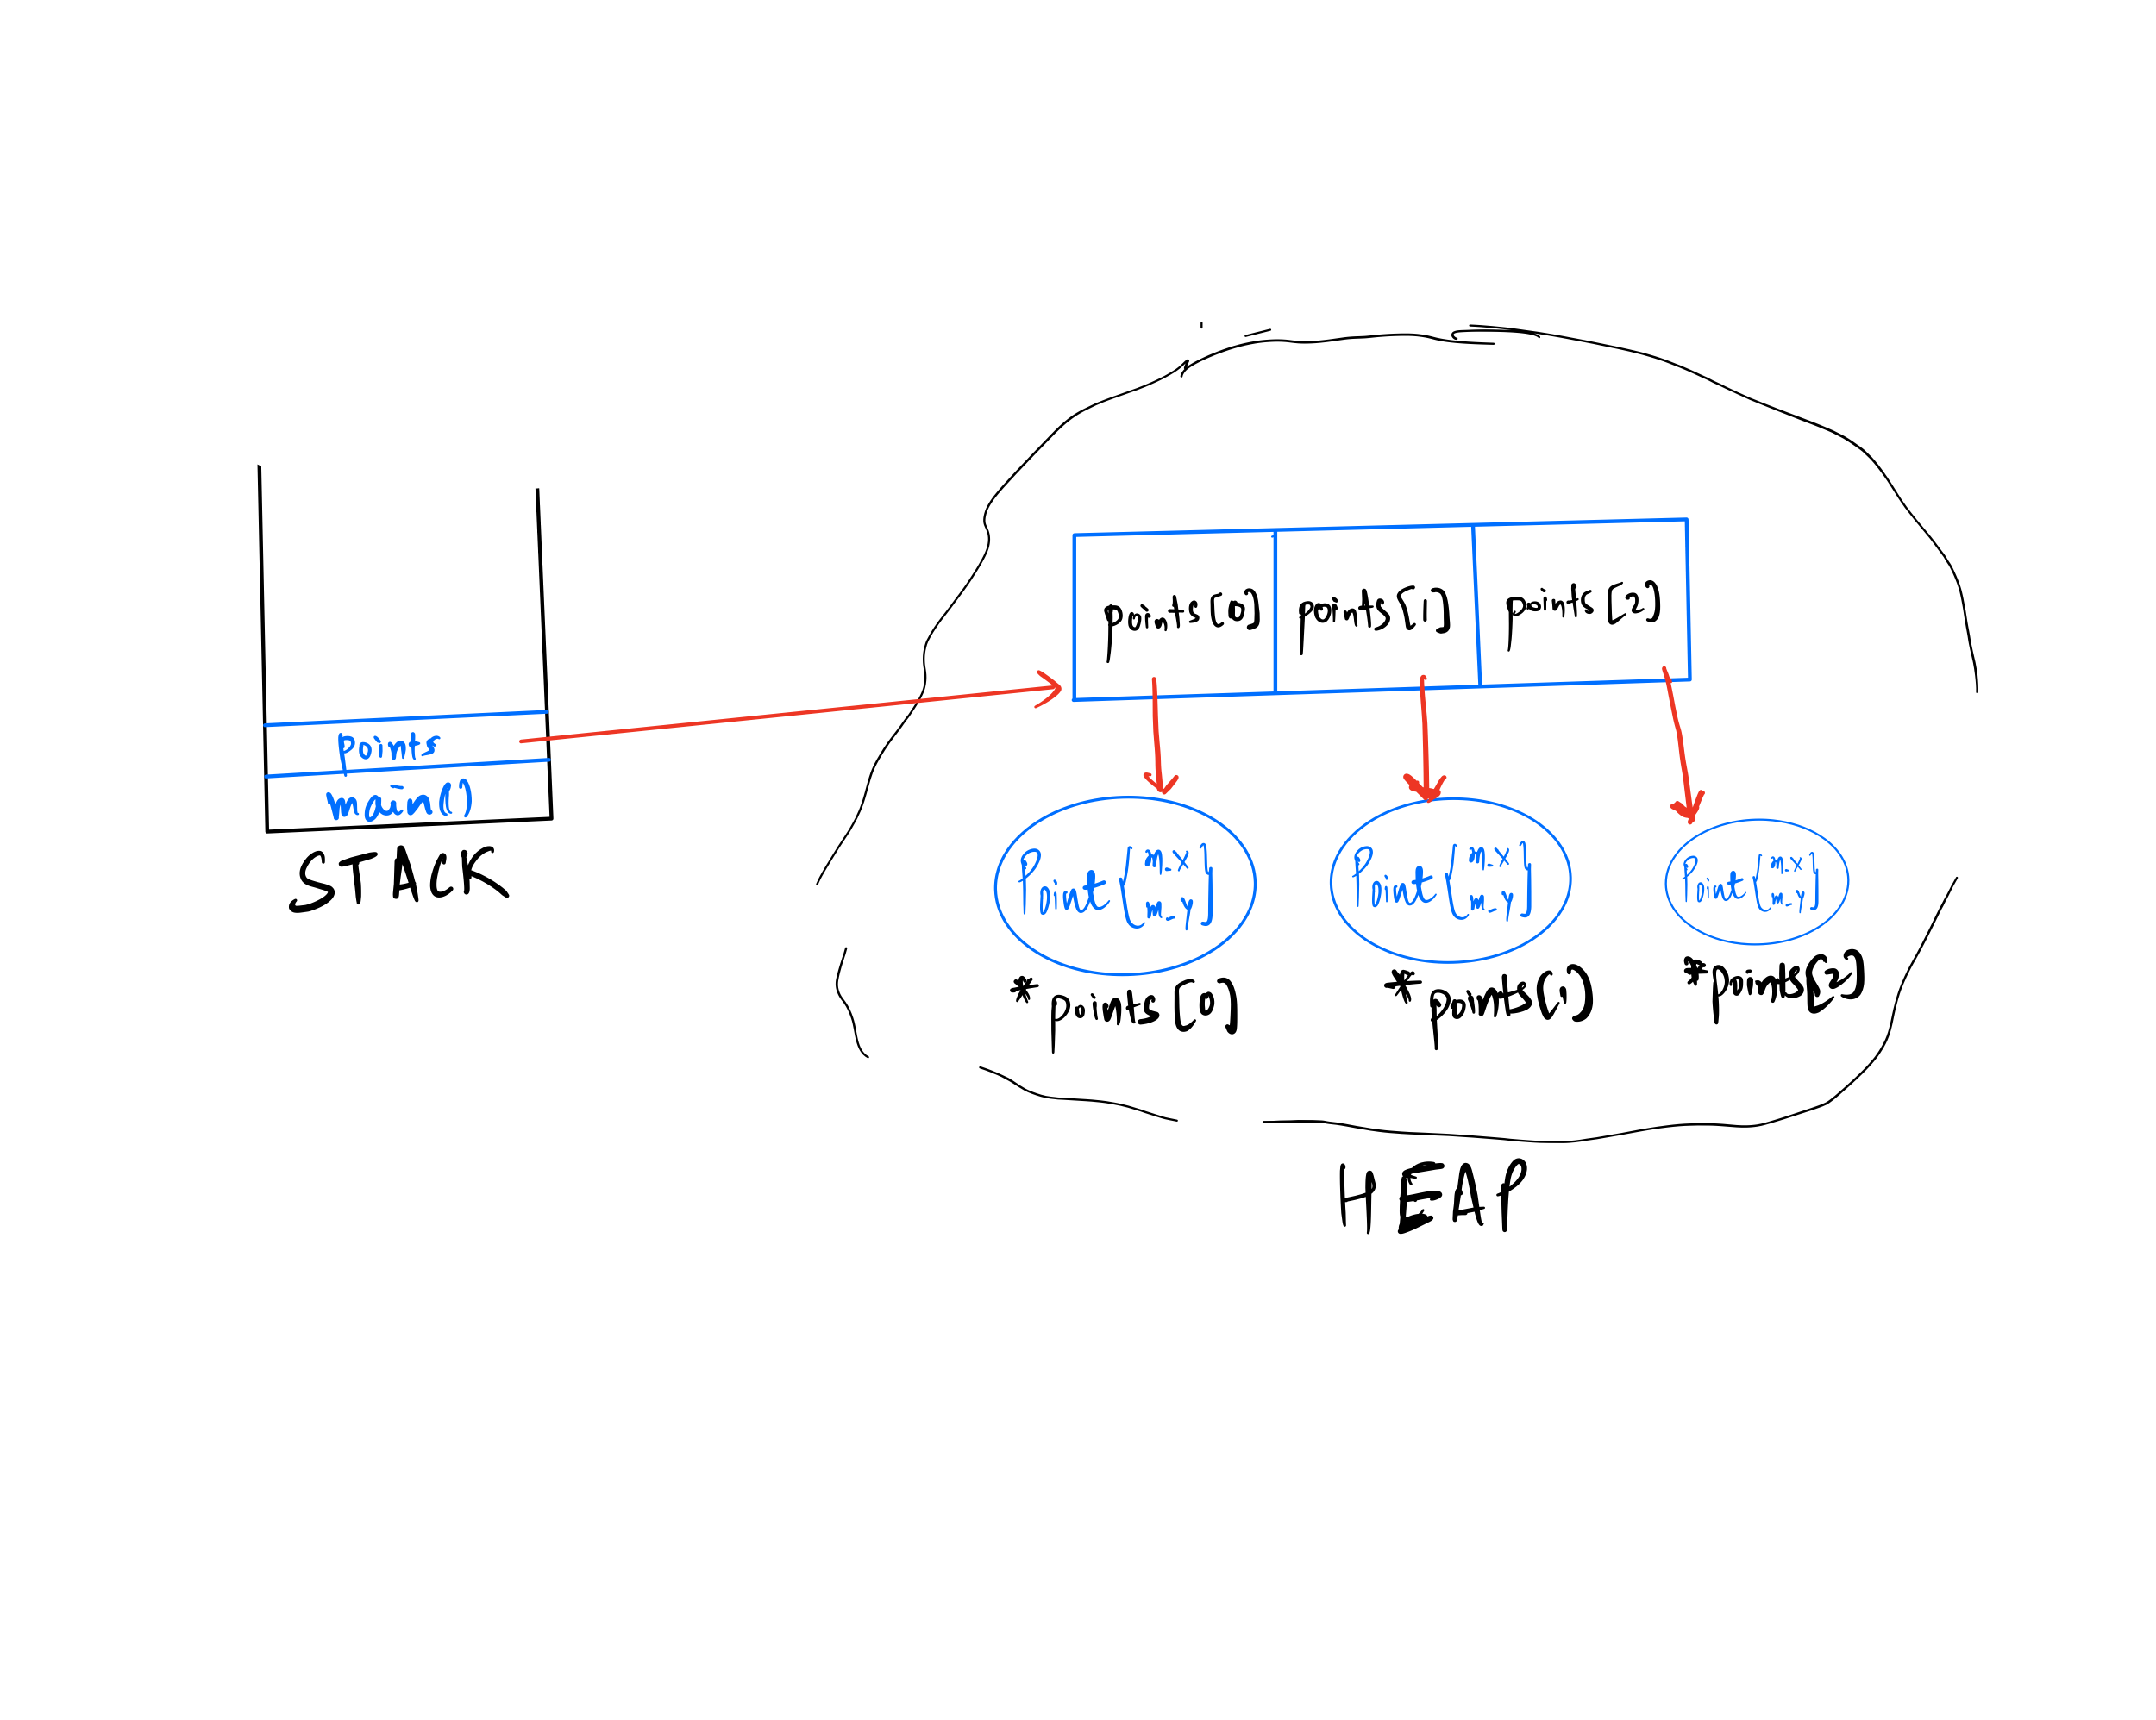 points
main()
STACK
points[0] points[1] points[2]
Point{m_x
m_y}
Point{m_x
m_y}
Point{m_x
m_y}
*points[0]
*points[1]
*points[2]
HEAP